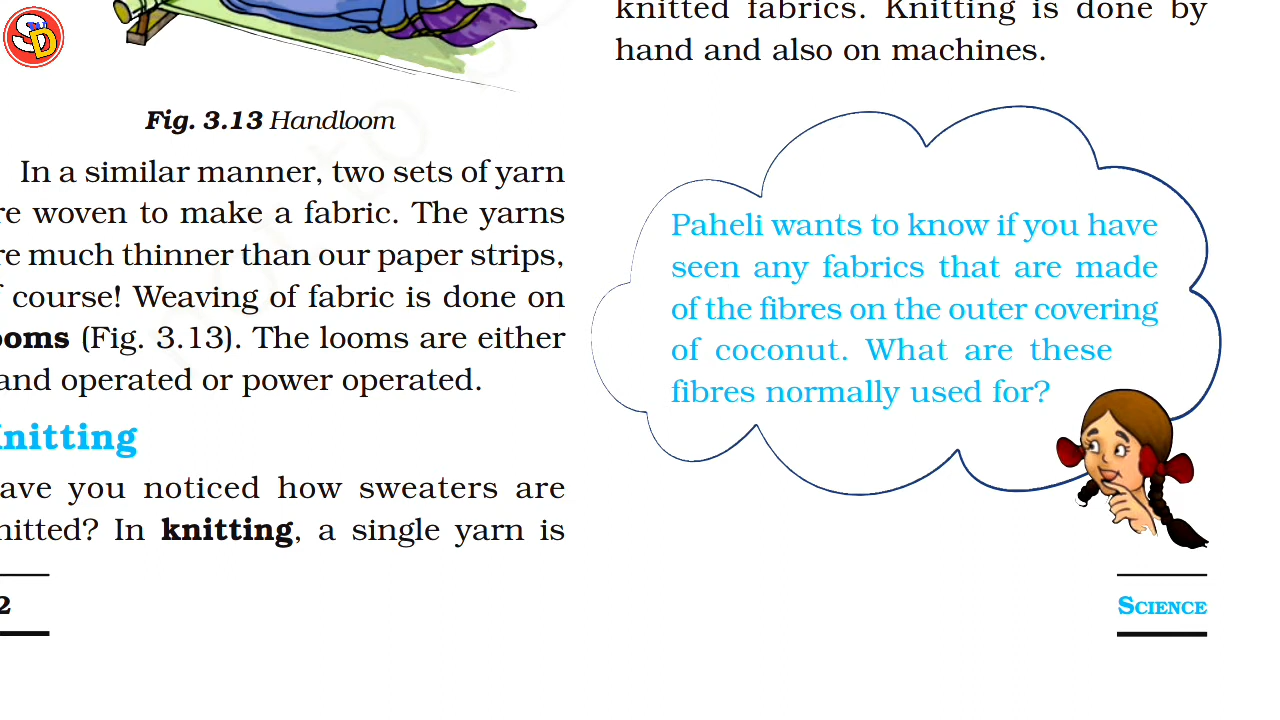 SD
Fig. 3.13 Handloom
In a similar manner, two sets of yarn
re woven to make a fabric. The yarns
re much thinner than our paper strips,
f course! Weaving of fabric is done on
ooms (Fig. 3.13). The looms are either
and operated or power operated.
nitting
ave you noticed how sweaters are
nitted? In knitting, a single yarn is
2
knitted fabrics. Knitting is done by
hand and also on machines.
Paheli wants to know if you have
seen any fabrics that are made
of the fibres on the outer covering
of coconut. What are these
fibres normally used for?
SCIENCE